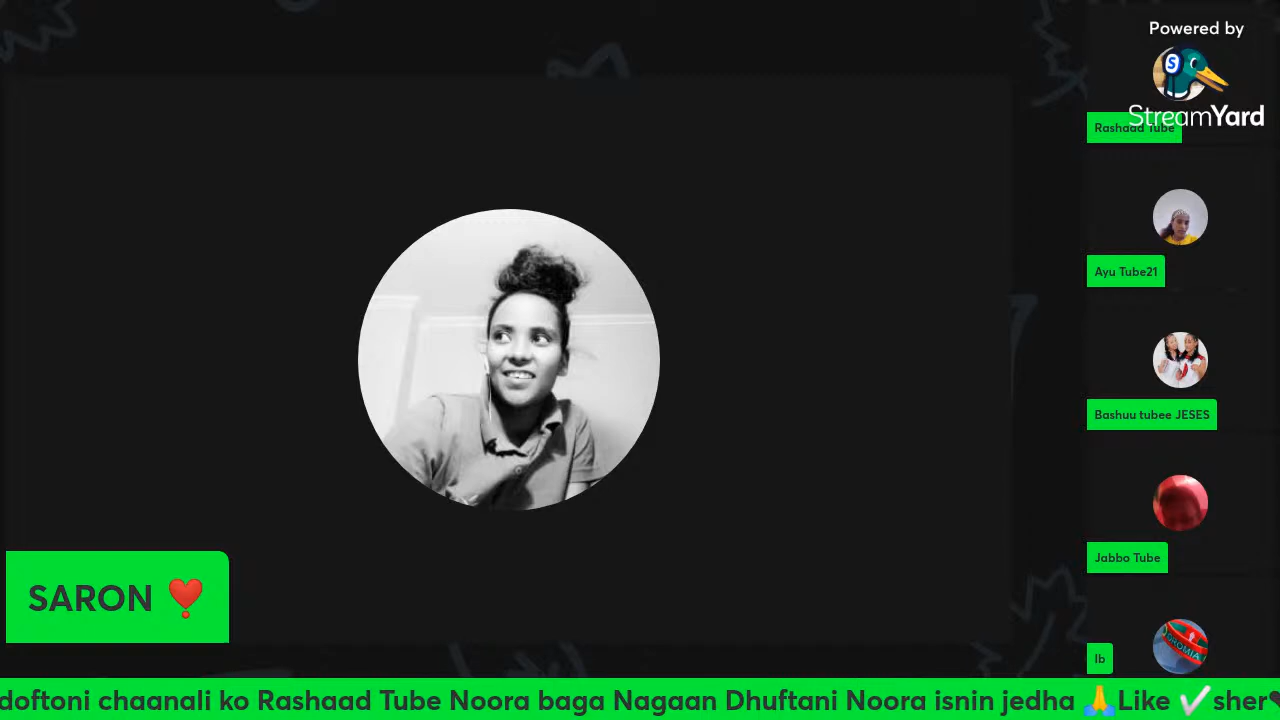 Powered by
StreamYard
Rashaad Tube
Ayu Tube21
Bashuu tubee JESES
Jabbo Tube
OROMIA
Ib
SARON ❣️
doftoni chaanali ko Rashaad Tube Noora baga Nagaan Dhuftani Noora isnin jedha 🙏Like ✔️sher